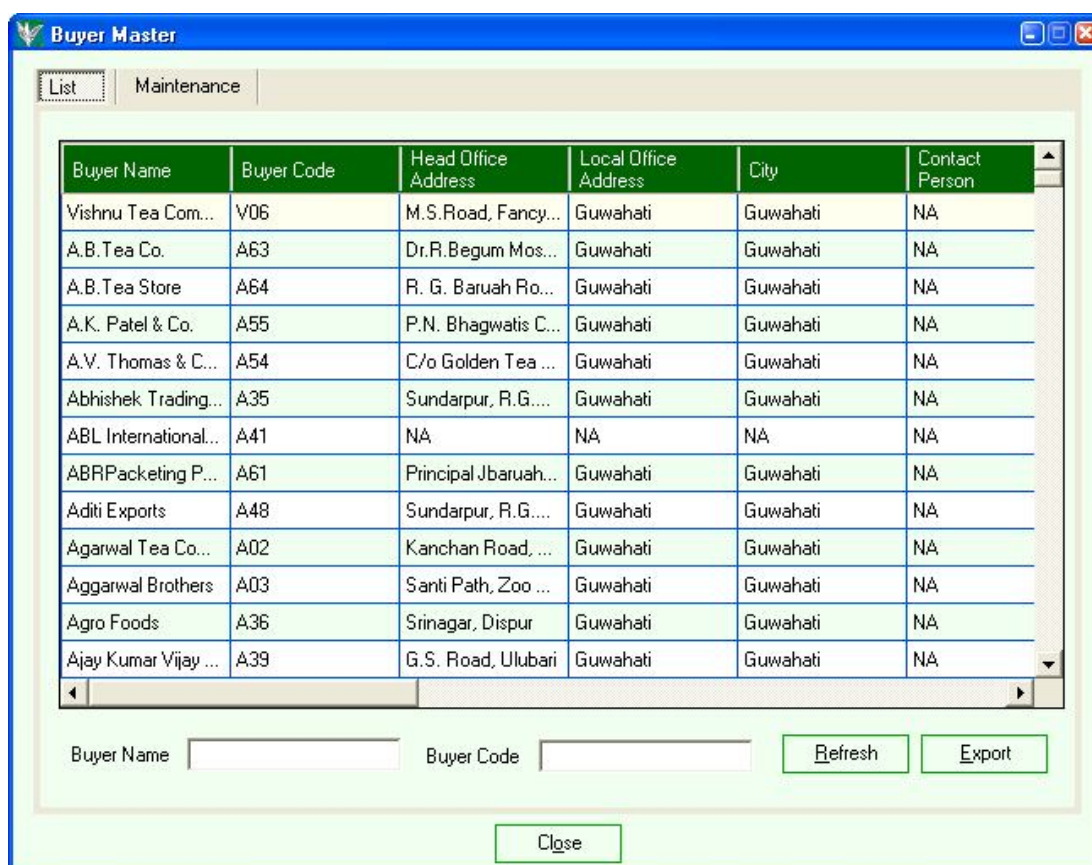 Buyer Master
List Maintenance
Buyer Name Buyer Code Head Office Address Local Office Address City Contact Person
Vishnu Tea Com... V06 M.S.Road, Fancy... Guwahati Guwahati NA
A.B.Tea Co. A63 Dr.R.Begum Mos... Guwahati Guwahati NA
A.B.Tea Store A64 R. G. Baruah Ro... Guwahati Guwahati NA
A.K. Patel & Co. A55 P.N. Bhagwatis C... Guwahati Guwahati NA
A.V. Thomas & C... A54 C/o Golden Tea ... Guwahati Guwahati NA
Abhishek Trading... A35 Sundarpur, R.G.... Guwahati Guwahati NA
ABL International... A41 NA NA NA NA
ABRPacketing P... A61 Principal Jbaruah... Guwahati Guwahati NA
Aditi Exports A48 Sundarpur, R.G.... Guwahati Guwahati NA
Agarwal Tea Co... A02 Kanchan Road, ... Guwahati Guwahati NA
Aggarwal Brothers A03 Santi Path, Zoo ... Guwahati Guwahati NA
Agro Foods A36 Srinagar, Dispur Guwahati Guwahati NA
Ajay Kumar Vijay ... A39 G.S. Road, Ulubari Guwahati Guwahati NA
Buyer Name Buyer Code Refresh Export
Close